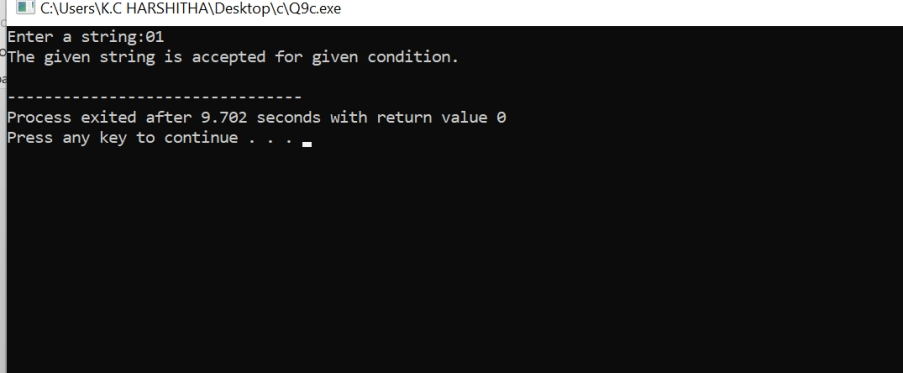 C:\Users\K.C HARSHITHA\Desktop\c\Q9c.exe
Enter a string:01
The given string is accepted for given condition.
--------------------------------
Process exited after 9.702 seconds with return value 0
Press any key to continue . . .